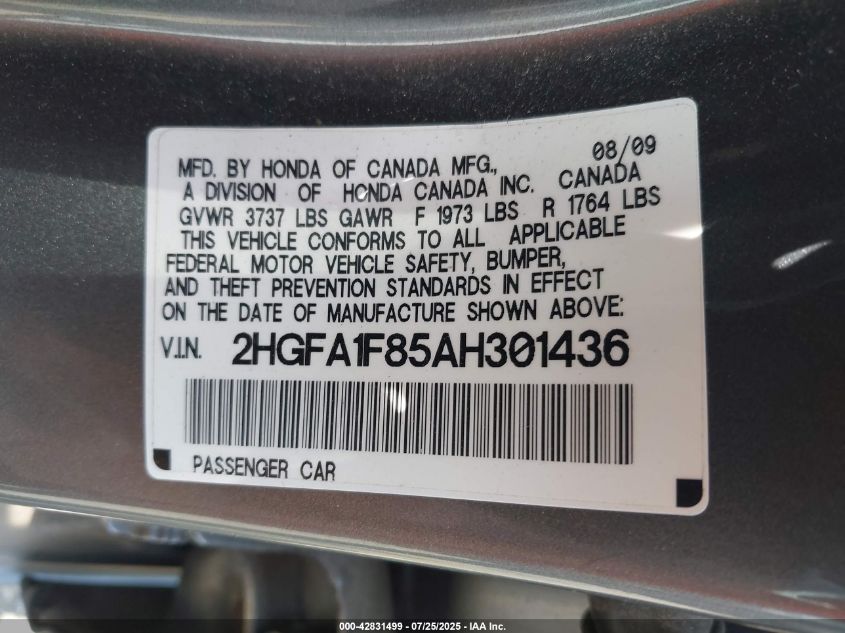 08/09
MFD. BY HONDA OF CANADA MFG.,
A DIVISION OF HONDA CANADA INC. CANADA
GVWR 3737 LBS GAWR F 1973 LBS R 1764 LBS
THIS VEHICLE CONFORMS TO ALL APPLICABLE
FEDERAL MOTOR VEHICLE SAFETY, BUMPER,
AND THEFT PREVENTION STANDARDS IN EFFECT
ON THE DATE OF MANUFACTURE SHOWN ABOVE:
V.I.N. 2HGFA1F85AH301436
PASSENGER CAR
000-42831499 - 07/25/2025 - IAA Inc.